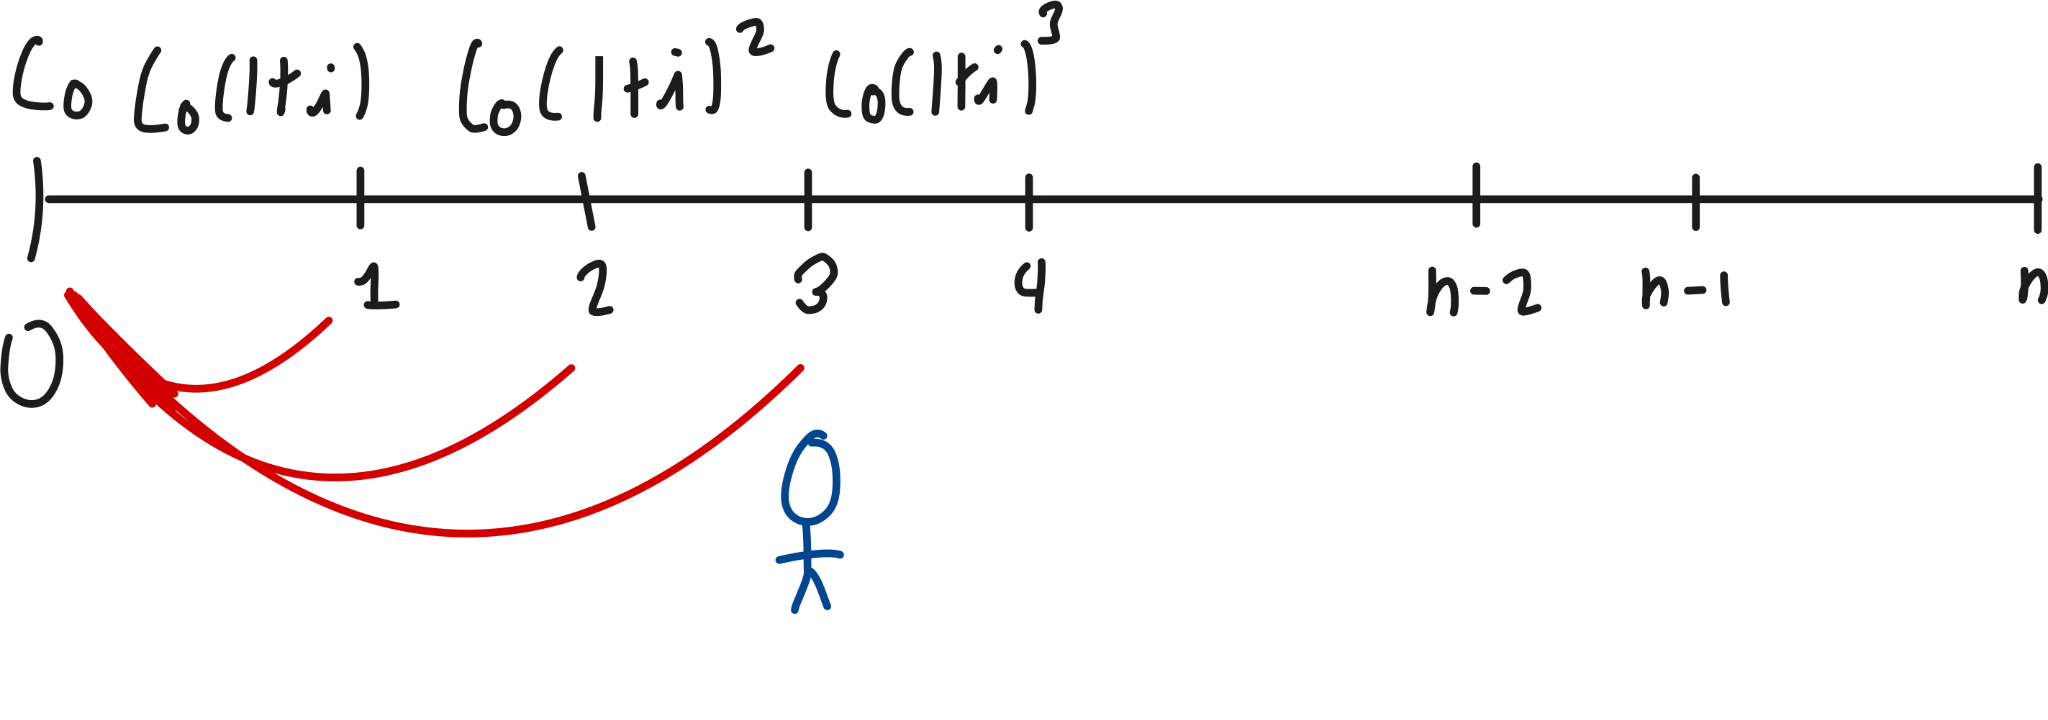 C₀ C₀(1+i) C₀(1+i)² C₀(1+i)³
0 1 2 3 4 n-2 n-1 n